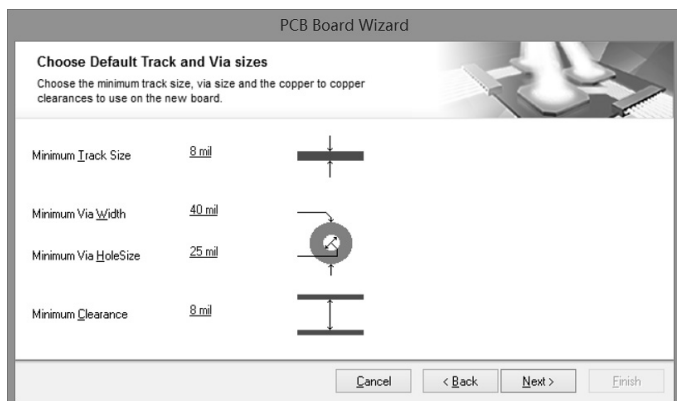 PCB Board Wizard
Choose Default Track and Via sizes
Choose the minimum track size, via size and the copper to copper
clearances to use on the new board.
Minimum Track Size 8 mil
Minimum Via Width 40 mil
Minimum Via HoleSize 25 mil
Minimum Clearance 8 mil
Cancel < Back Next > Finish